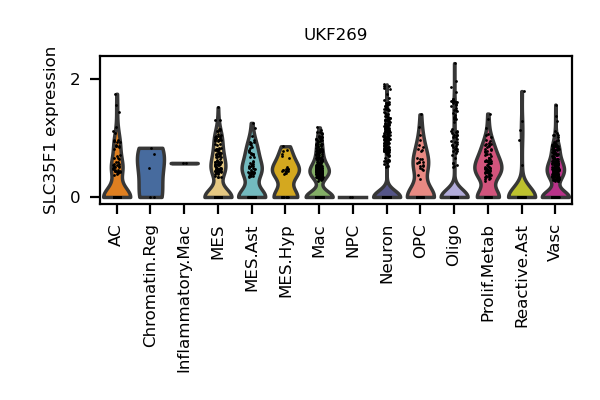 UKF269
SLC35F1 expression
2
0
AC
Chromatin.Reg
Inflammatory.Mac
MES
MES.Ast
MES.Hyp
Mac
NPC
Neuron
OPC
Oligo
Prolif.Metab
Reactive.Ast
Vasc